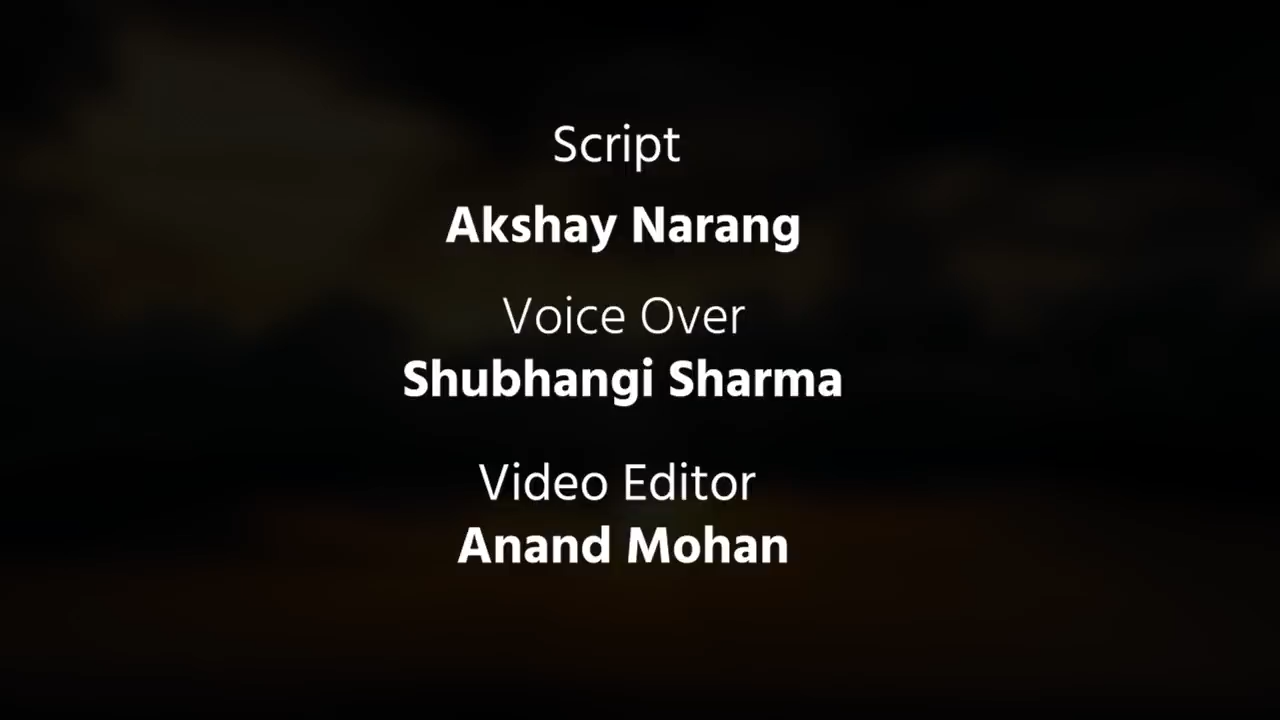 Script
Akshay Narang
Voice Over
Shubhangi Sharma
Video Editor
Anand Mohan